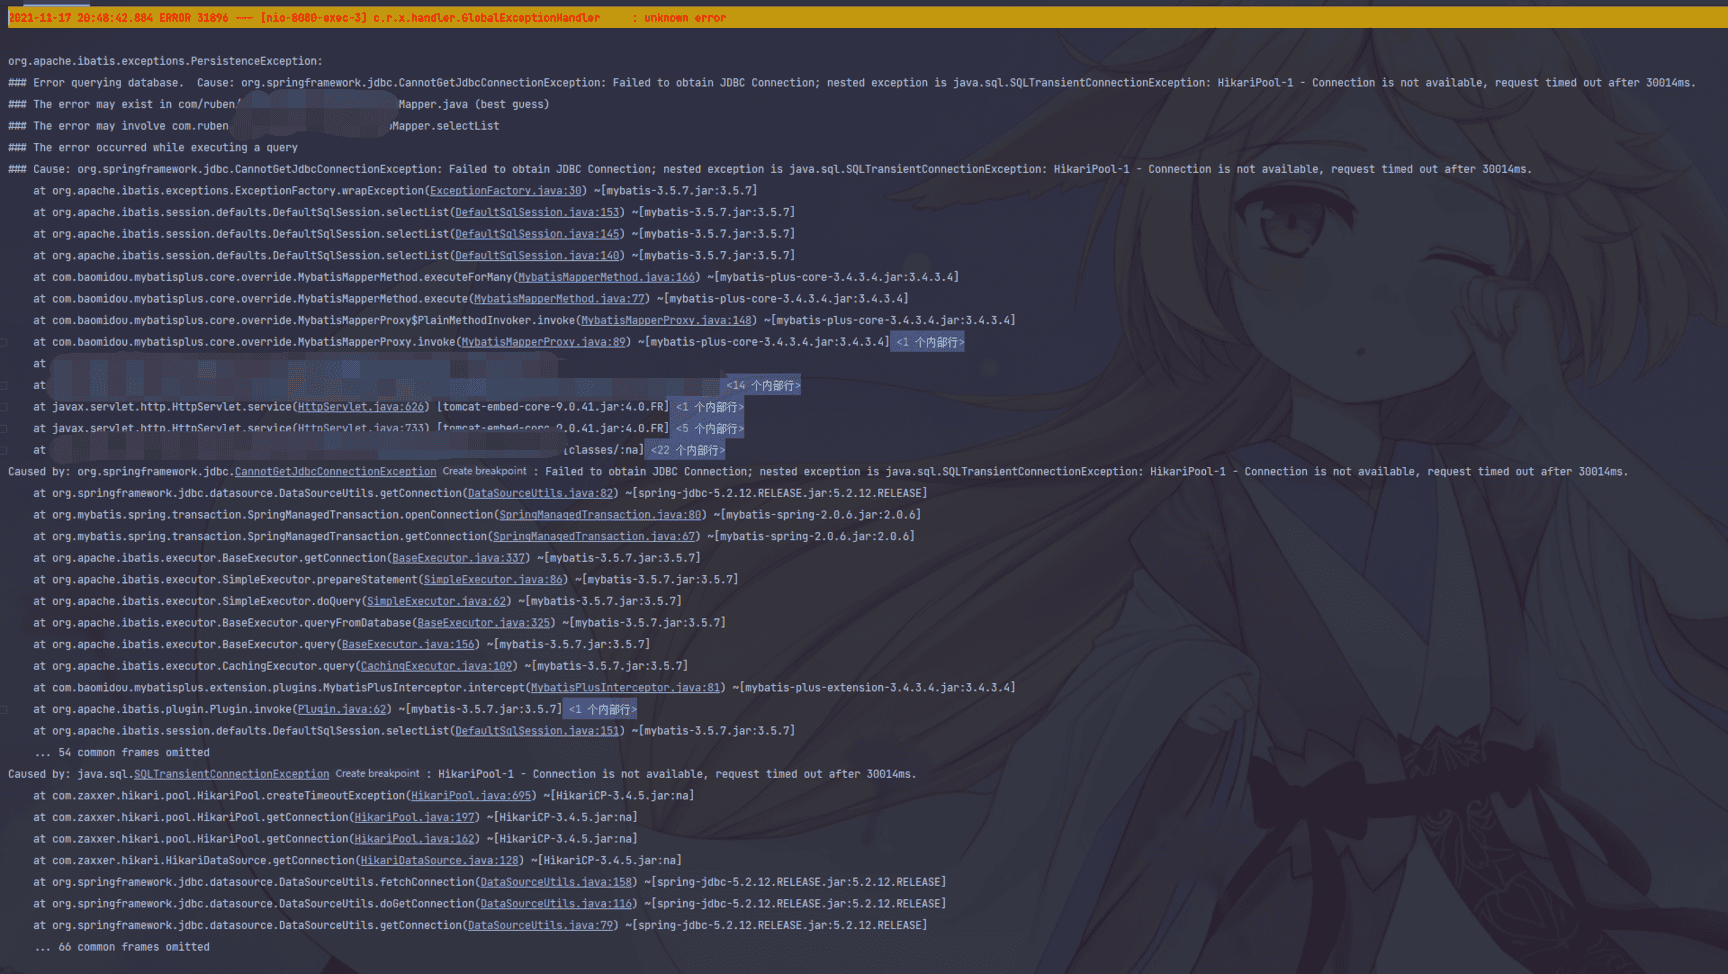 2021-11-17 20:48:42.884 ERROR 31896 --- [nio-8080-exec-3] c.r.x.handler.GlobalExceptionHandler     : unknown error
org.apache.ibatis.exceptions.PersistenceException:
### Error querying database.  Cause: org.springframework.jdbc.CannotGetJdbcConnectionException: Failed to obtain JDBC Connection; nested exception is java.sql.SQLTransientConnectionException: HikariPool-1 - Connection is not available, request timed out after 30014ms.
### The error may exist in com/ruben/ Mapper.java (best guess)
### The error may involve com.ruben Mapper.selectList
### The error occurred while executing a query
### Cause: org.springframework.jdbc.CannotGetJdbcConnectionException: Failed to obtain JDBC Connection; nested exception is java.sql.SQLTransientConnectionException: HikariPool-1 - Connection is not available, request timed out after 30014ms.
at org.apache.ibatis.exceptions.ExceptionFactory.wrapException(ExceptionFactory.java:30) ~[mybatis-3.5.7.jar:3.5.7]
at org.apache.ibatis.session.defaults.DefaultSqlSession.selectList(DefaultSqlSession.java:153) ~[mybatis-3.5.7.jar:3.5.7]
at org.apache.ibatis.session.defaults.DefaultSqlSession.selectList(DefaultSqlSession.java:145) ~[mybatis-3.5.7.jar:3.5.7]
at org.apache.ibatis.session.defaults.DefaultSqlSession.selectList(DefaultSqlSession.java:140) ~[mybatis-3.5.7.jar:3.5.7]
at com.baomidou.mybatisplus.core.override.MybatisMapperMethod.executeForMany(MybatisMapperMethod.java:166) ~[mybatis-plus-core-3.4.3.4.jar:3.4.3.4]
at com.baomidou.mybatisplus.core.override.MybatisMapperMethod.execute(MybatisMapperMethod.java:77) ~[mybatis-plus-core-3.4.3.4.jar:3.4.3.4]
at com.baomidou.mybatisplus.core.override.MybatisMapperProxy$PlainMethodInvoker.invoke(MybatisMapperProxy.java:148) ~[mybatis-plus-core-3.4.3.4.jar:3.4.3.4]
at com.baomidou.mybatisplus.core.override.MybatisMapperProxy.invoke(MybatisMapperProxy.java:89) ~[mybatis-plus-core-3.4.3.4.jar:3.4.3.4] <1 个内部行>
at
at <14 个内部行>
at javax.servlet.http.HttpServlet.service(HttpServlet.java:626) [tomcat-embed-core-9.0.41.jar:4.0.FR] <1 个内部行>
at javax.servlet.http.HttpServlet.service(HttpServlet.java:733) [tomcat-embed-core-9.0.41.jar:4.0.FR] <5 个内部行>
at [classes/:na] <22 个内部行>
Caused by: org.springframework.jdbc.CannotGetJdbcConnectionException Create breakpoint : Failed to obtain JDBC Connection; nested exception is java.sql.SQLTransientConnectionException: HikariPool-1 - Connection is not available, request timed out after 30014ms.
at org.springframework.jdbc.datasource.DataSourceUtils.getConnection(DataSourceUtils.java:82) ~[spring-jdbc-5.2.12.RELEASE.jar:5.2.12.RELEASE]
at org.mybatis.spring.transaction.SpringManagedTransaction.openConnection(SpringManagedTransaction.java:80) ~[mybatis-spring-2.0.6.jar:2.0.6]
at org.mybatis.spring.transaction.SpringManagedTransaction.getConnection(SpringManagedTransaction.java:67) ~[mybatis-spring-2.0.6.jar:2.0.6]
at org.apache.ibatis.executor.BaseExecutor.getConnection(BaseExecutor.java:337) ~[mybatis-3.5.7.jar:3.5.7]
at org.apache.ibatis.executor.SimpleExecutor.prepareStatement(SimpleExecutor.java:86) ~[mybatis-3.5.7.jar:3.5.7]
at org.apache.ibatis.executor.SimpleExecutor.doQuery(SimpleExecutor.java:62) ~[mybatis-3.5.7.jar:3.5.7]
at org.apache.ibatis.executor.BaseExecutor.queryFromDatabase(BaseExecutor.java:325) ~[mybatis-3.5.7.jar:3.5.7]
at org.apache.ibatis.executor.BaseExecutor.query(BaseExecutor.java:156) ~[mybatis-3.5.7.jar:3.5.7]
at org.apache.ibatis.executor.CachingExecutor.query(CachingExecutor.java:109) ~[mybatis-3.5.7.jar:3.5.7]
at com.baomidou.mybatisplus.extension.plugins.MybatisPlusInterceptor.intercept(MybatisPlusInterceptor.java:81) ~[mybatis-plus-extension-3.4.3.4.jar:3.4.3.4]
at org.apache.ibatis.plugin.Plugin.invoke(Plugin.java:62) ~[mybatis-3.5.7.jar:3.5.7] <1 个内部行>
at org.apache.ibatis.session.defaults.DefaultSqlSession.selectList(DefaultSqlSession.java:151) ~[mybatis-3.5.7.jar:3.5.7]
... 54 common frames omitted
Caused by: java.sql.SQLTransientConnectionException Create breakpoint : HikariPool-1 - Connection is not available, request timed out after 30014ms.
at com.zaxxer.hikari.pool.HikariPool.createTimeoutException(HikariPool.java:695) ~[HikariCP-3.4.5.jar:na]
at com.zaxxer.hikari.pool.HikariPool.getConnection(HikariPool.java:197) ~[HikariCP-3.4.5.jar:na]
at com.zaxxer.hikari.pool.HikariPool.getConnection(HikariPool.java:162) ~[HikariCP-3.4.5.jar:na]
at com.zaxxer.hikari.HikariDataSource.getConnection(HikariDataSource.java:128) ~[HikariCP-3.4.5.jar:na]
at org.springframework.jdbc.datasource.DataSourceUtils.fetchConnection(DataSourceUtils.java:158) ~[spring-jdbc-5.2.12.RELEASE.jar:5.2.12.RELEASE]
at org.springframework.jdbc.datasource.DataSourceUtils.doGetConnection(DataSourceUtils.java:116) ~[spring-jdbc-5.2.12.RELEASE.jar:5.2.12.RELEASE]
at org.springframework.jdbc.datasource.DataSourceUtils.getConnection(DataSourceUtils.java:79) ~[spring-jdbc-5.2.12.RELEASE.jar:5.2.12.RELEASE]
... 66 common frames omitted